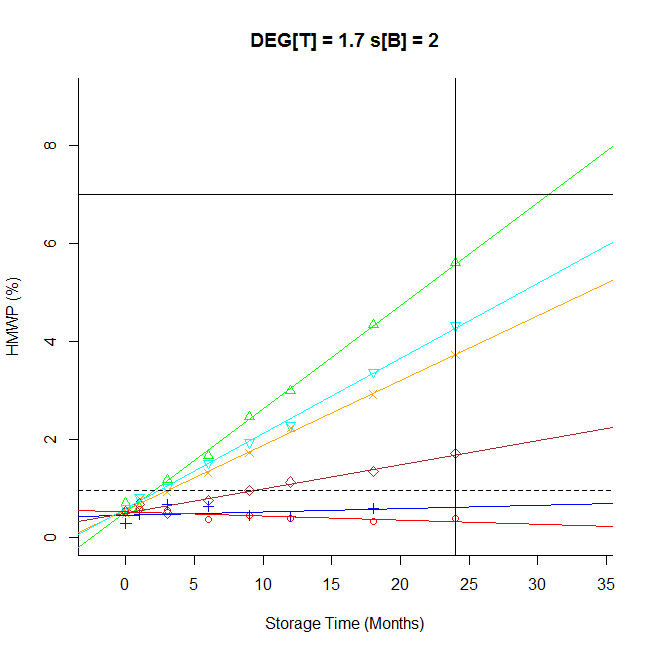 DEG[T] = 1.7 s[B] = 2
HMWP (%)
8
6
4
2
0
0 5 10 15 20 25 30 35
Storage Time (Months)